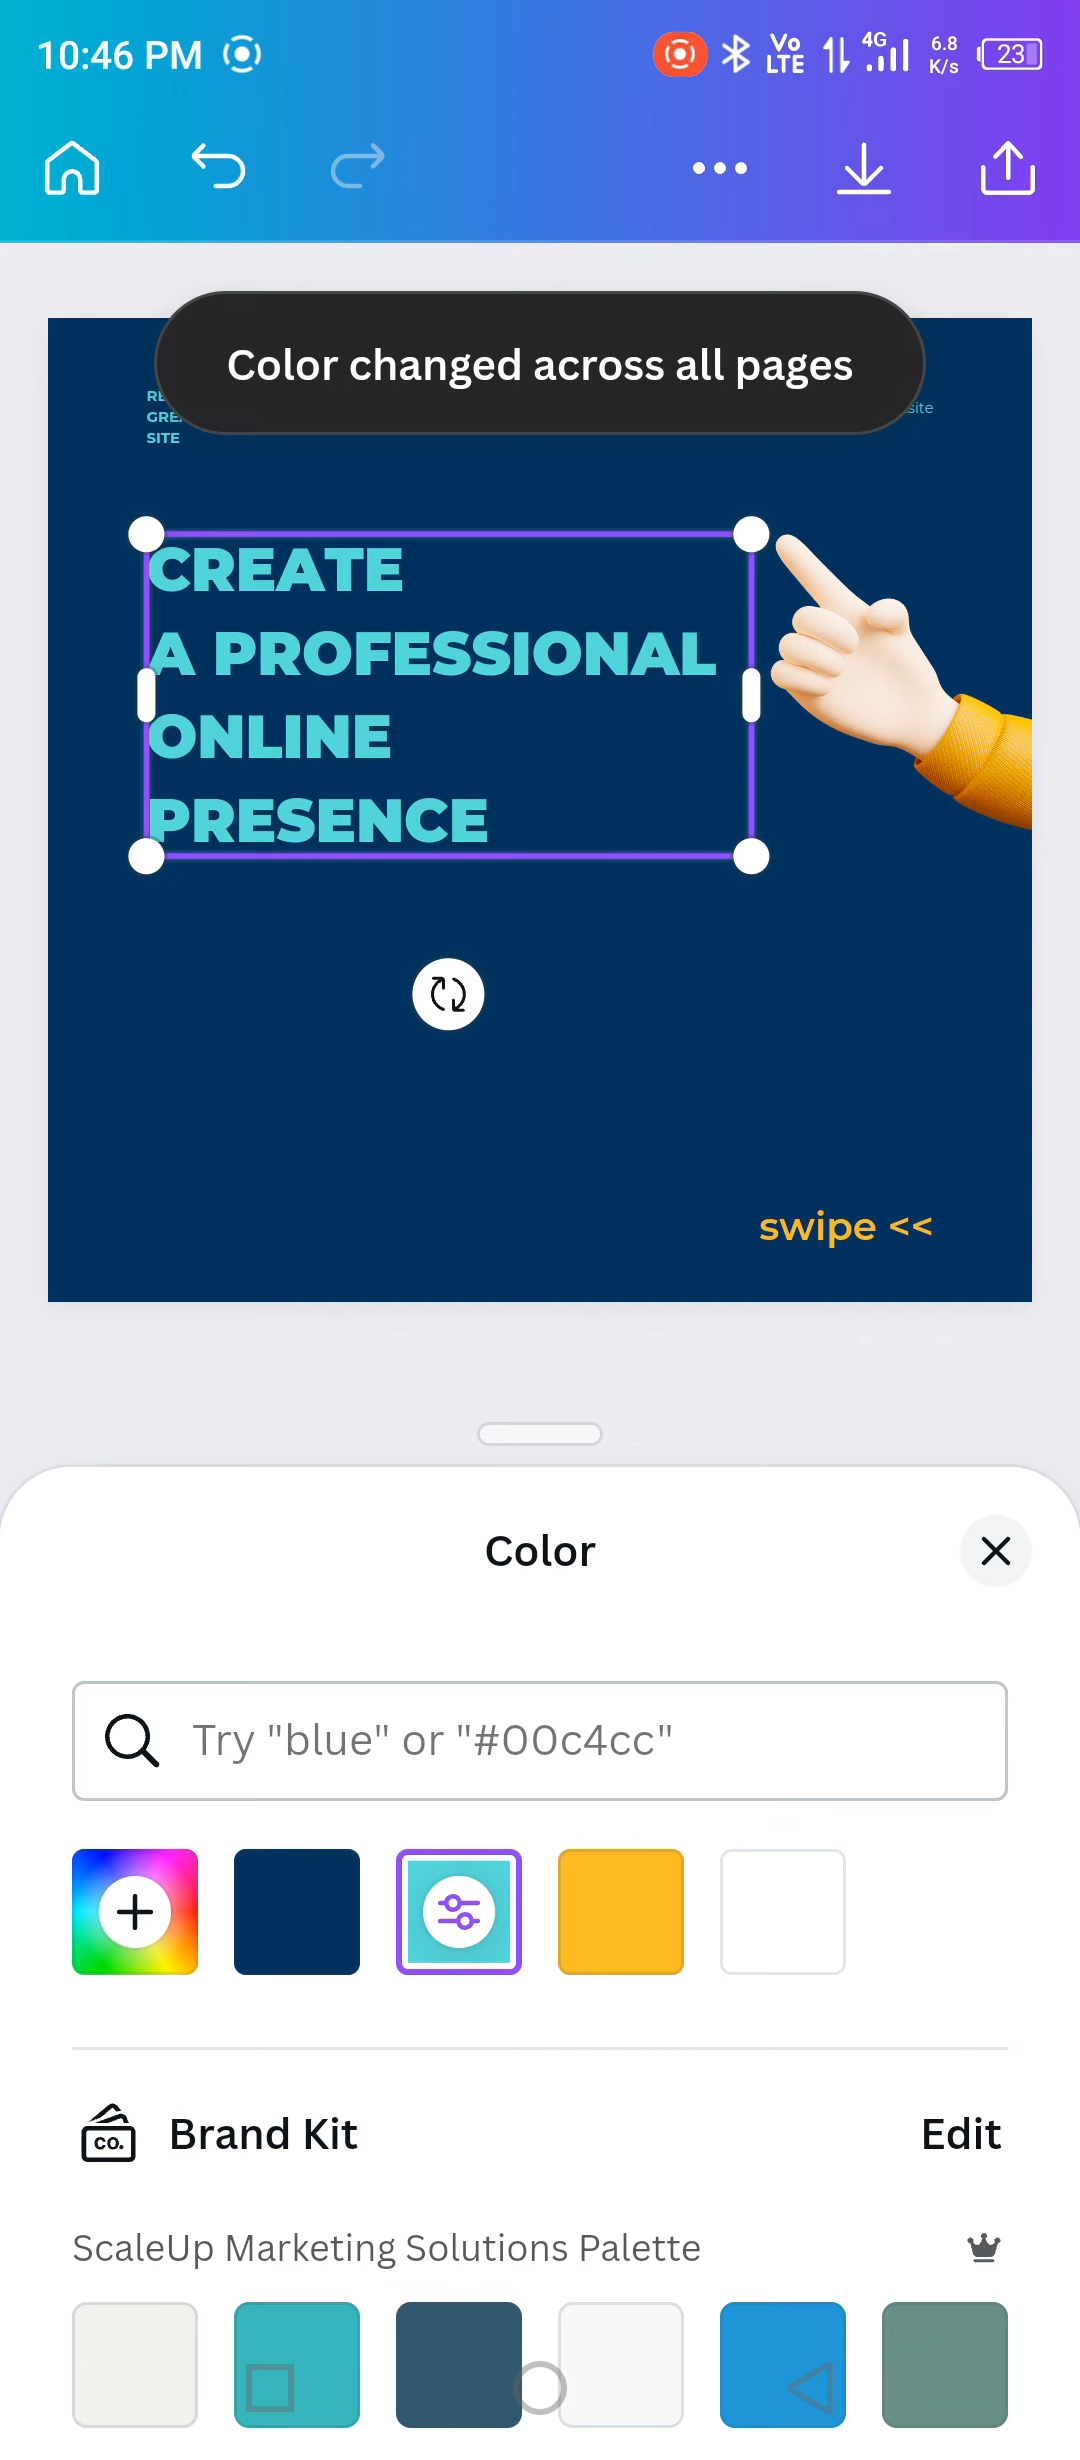 10:46 PM
Vo LTE
4G
6.8 K/s
23
Color changed across all pages
SITE
CREATE
A PROFESSIONAL
ONLINE
PRESENCE
swipe <<
Color
Try "blue" or "#00c4cc"
CO.
Brand Kit
Edit
ScaleUp Marketing Solutions Palette